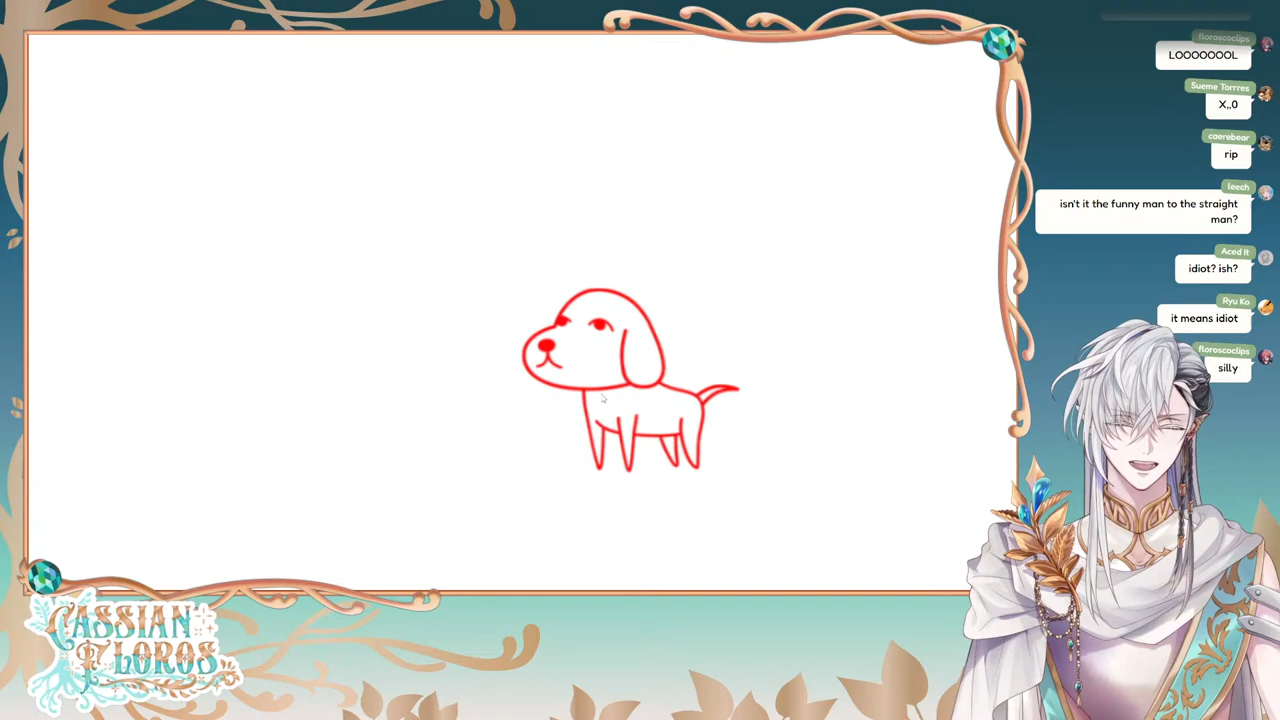 floroscoclips
LOOOOOOOL
Sueme Torrres
X,,0
caerebear
rip
leech
isn't it the funny man to the straight
man?
Aced It
idiot? ish?
Ryu Ko
it means idiot
floroscoclips
silly
CASSIAN
FLOROS